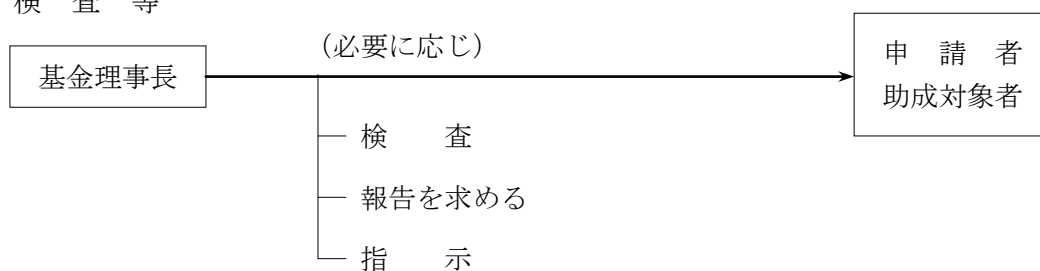 検　査　等
（必要に応じ）
基金理事長
申　請　者
助成対象者
検　　査
報告を求める
指　　示